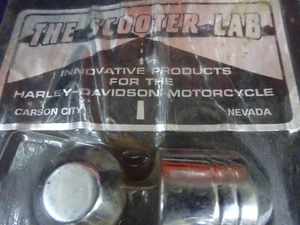 THE SCOOTER LAB
INNOVATIVE PRODUCTS
FOR THE
HARLEY-DAVIDSON MOTORCYCLE
CARSON CITY NEVADA